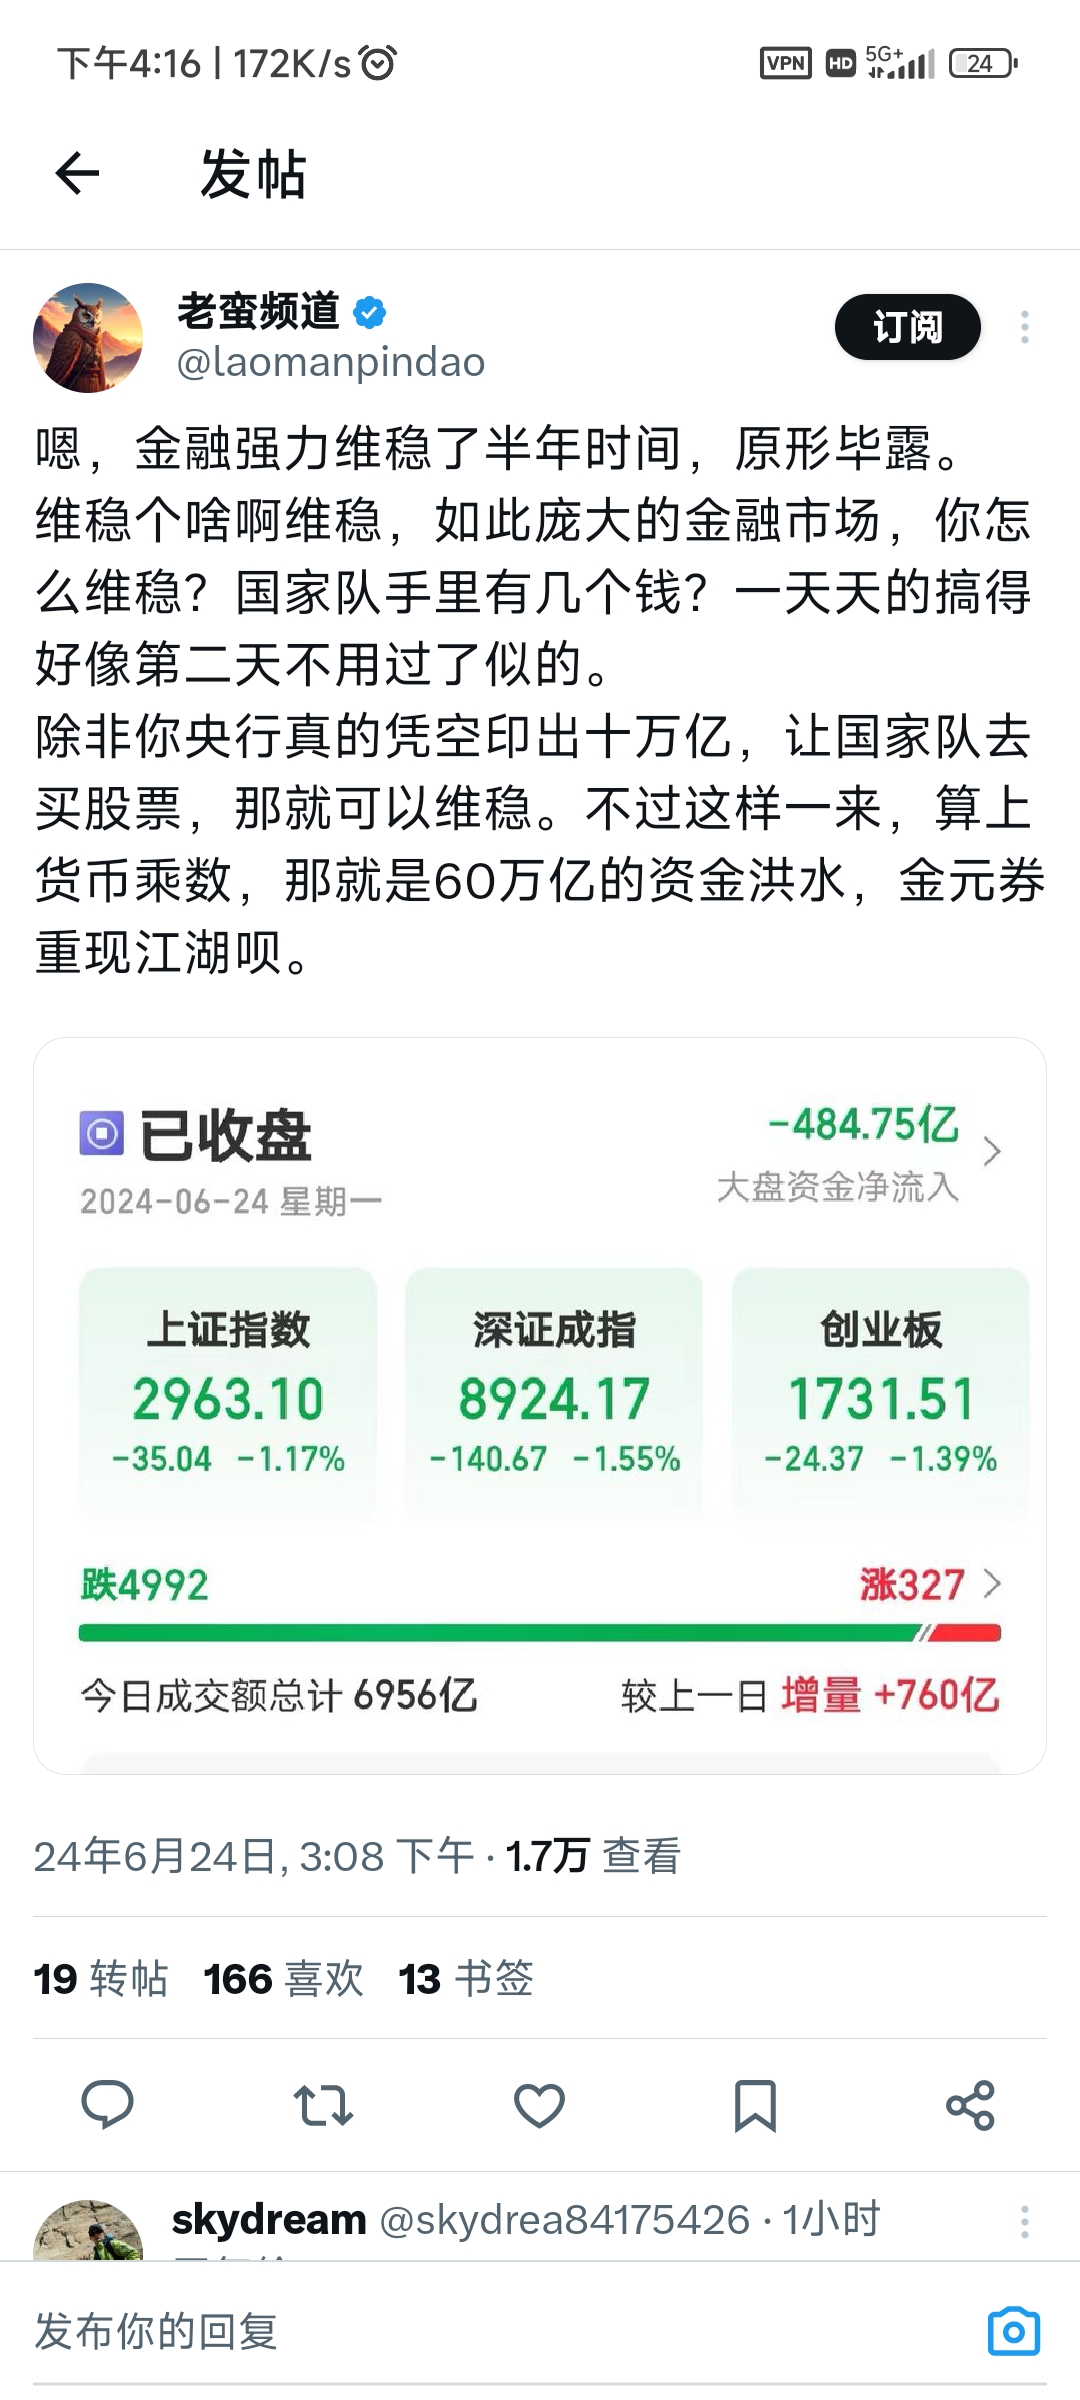 下午4:16 | 172K/s
VPN HD 5G+ 24
发帖
老蛮频道
订阅
@laomanpindao
嗯，金融强力维稳了半年时间，原形毕露。
维稳个啥啊维稳，如此庞大的金融市场，你怎
么维稳？国家队手里有几个钱？一天天的搞得
好像第二天不用过了似的。
除非你央行真的凭空印出十万亿，让国家队去
买股票，那就可以维稳。不过这样一来，算上
货币乘数，那就是60万亿的资金洪水，金元券
重现江湖呗。
已收盘
-484.75亿
2024-06-24 星期一
大盘资金净流入
上证指数 深证成指 创业板
2963.10 8924.17 1731.51
-35.04 -1.17% -140.67 -1.55% -24.37 -1.39%
跌4992 涨327
今日成交额总计 6956亿 较上一日 增量 +760亿
24年6月24日, 3:08 下午 · 1.7万 查看
19 转帖 166 喜欢 13 书签
skydream @skydrea84175426 · 1小时
发布你的回复